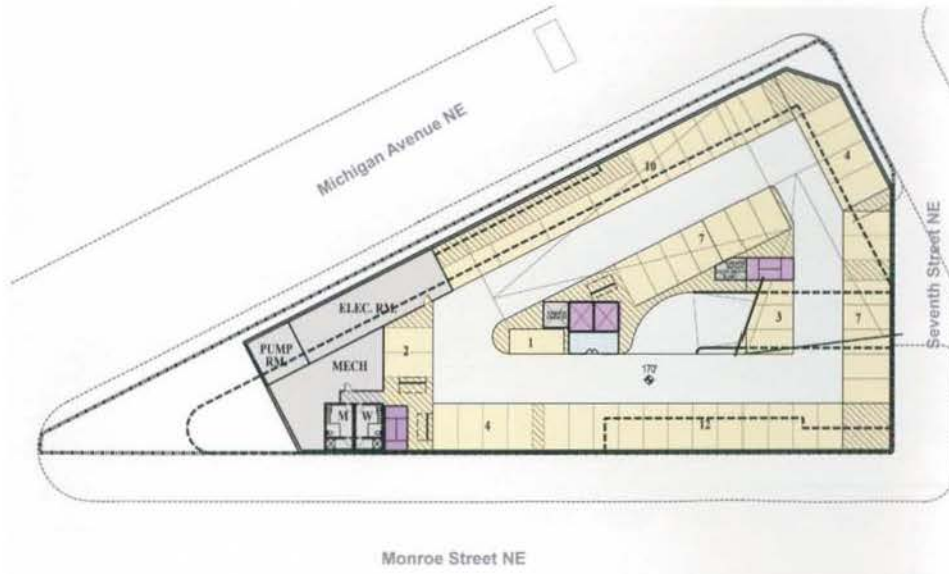 Michigan Avenue NE
10
4
7
ELEC. RM.
PUMP
RM.
MECH
1
2
3
7
Seventh Street NE
170'
M
W
4
12
Monroe Street NE